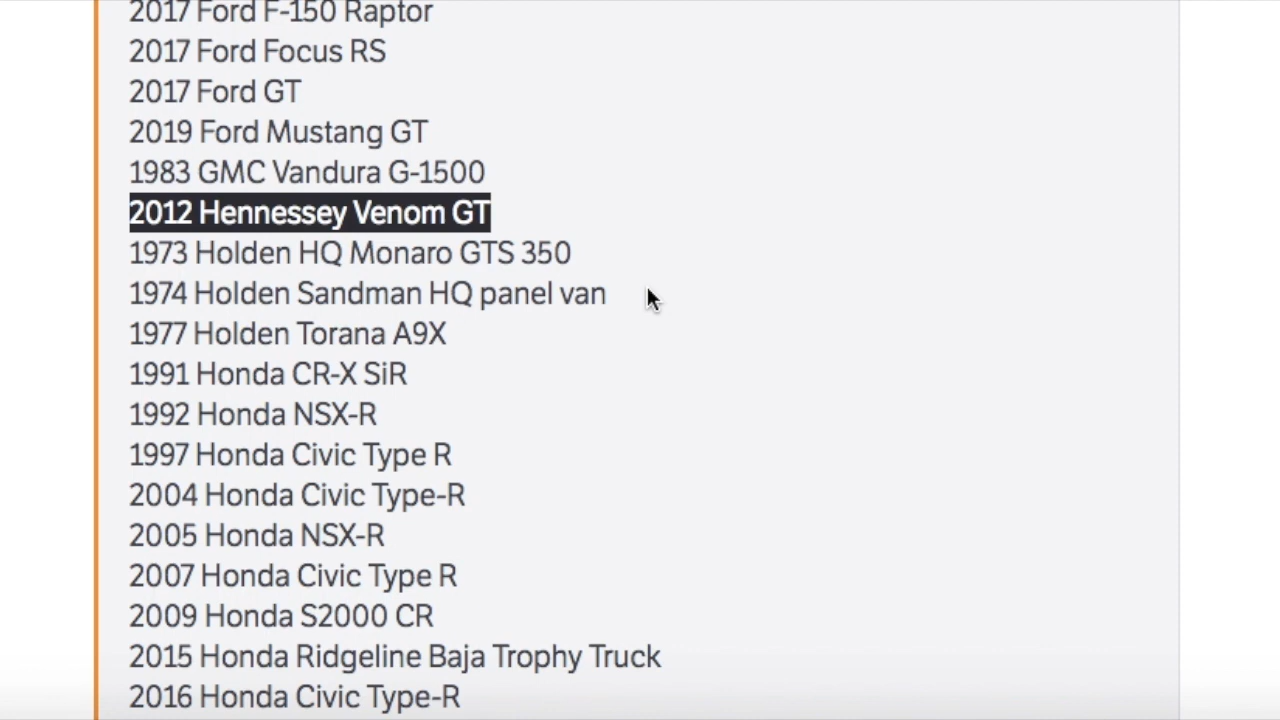 2017 Ford F-150 Raptor
2017 Ford Focus RS
2017 Ford GT
2019 Ford Mustang GT
1983 GMC Vandura G-1500
2012 Hennessey Venom GT
1973 Holden HQ Monaro GTS 350
1974 Holden Sandman HQ panel van
1977 Holden Torana A9X
1991 Honda CR-X SiR
1992 Honda NSX-R
1997 Honda Civic Type R
2004 Honda Civic Type-R
2005 Honda NSX-R
2007 Honda Civic Type R
2009 Honda S2000 CR
2015 Honda Ridgeline Baja Trophy Truck
2016 Honda Civic Type-R